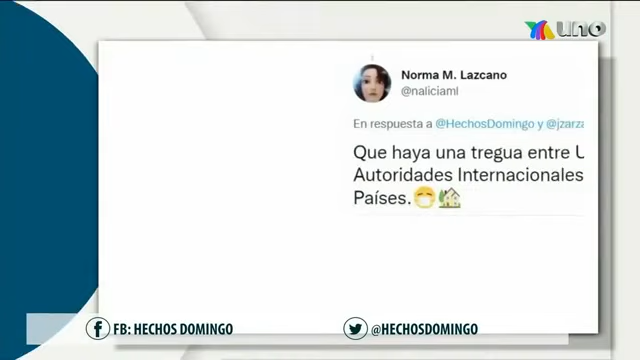 uno
Norma M. Lazcano
@naliciaml
En respuesta a @HechosDomingo y @jzarza
Que haya una tregua entre U
Autoridades Internacionales
Países.😷🏡
FB: HECHOS DOMINGO
@HECHOSDOMINGO